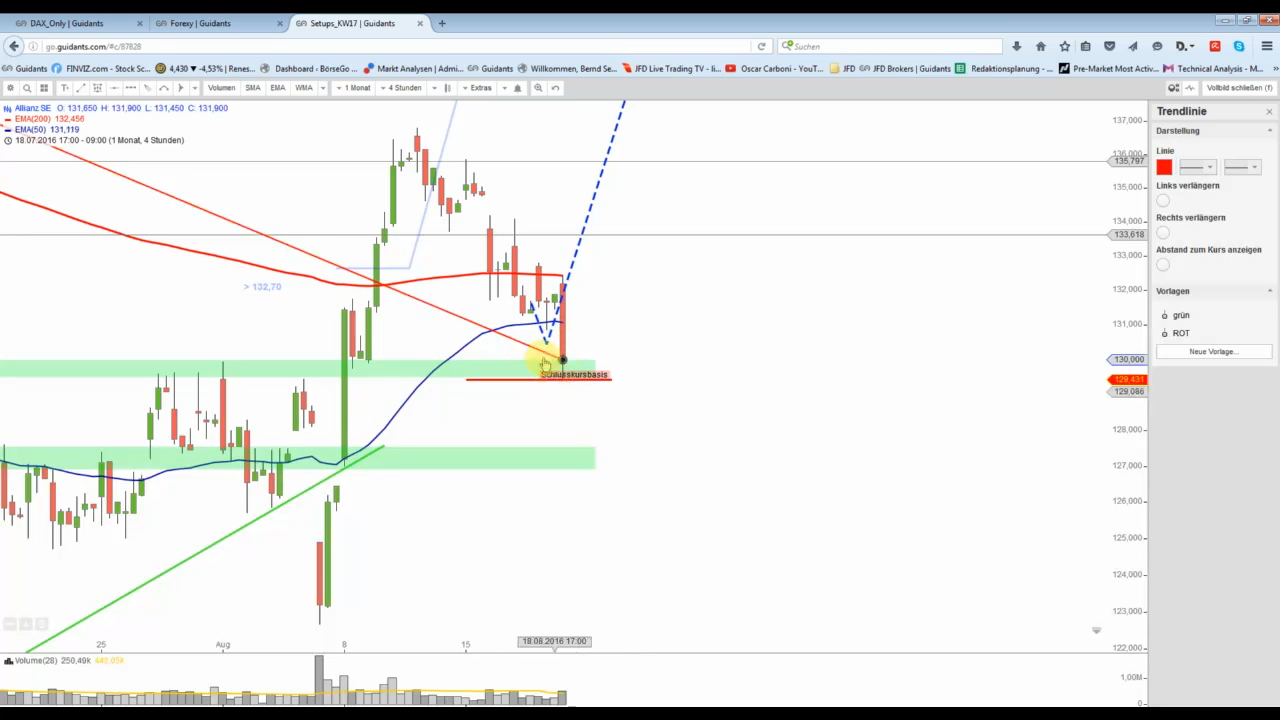 DAX_Only | Guidants
Forexy | Guidants
Setups_KW17 | Guidants
go.guidants.com/#c/87828
Suchen
Guidants
FINVIZ.com - Stock Sc...
4,430 ▾ -4,53% | Renes...
Dashboard ‹ BörseGo ...
Markt Analysen | Admi...
Guidants
Willkommen, Bernd Se...
JFD Live Trading TV - li...
Oscar Carboni - YouT...
JFD
JFD Brokers | Guidants
Redaktionsplanung - ...
Pre-Market Most Activ...
Technical Analysis - M...
Volumen
SMA
EMA
WMA
1 Monat
4 Stunden
Extras
Vollbild schließen (f)
Allianz SE O: 131,650 H: 131,900 L: 131,450 C: 131,900
EMA(200) 132,456
EMA(50) 131,119
18.07.2016 17:00 - 09:00 (1 Monat, 4 Stunden)
> 132,70
Schlusskursbasis
137,000
136,000
135,797
135,000
134,000
133,618
133,000
132,000
131,000
130,000
129,431
129,086
128,000
127,000
126,000
125,000
124,000
123,000
122,000
25
Aug
8
15
18.08.2016 17:00
Volume(28) 250,49k
1,00M
0
Trendlinie
Darstellung
Linie
Links verlängern
Rechts verlängern
Abstand zum Kurs anzeigen
Vorlagen
grün
ROT
Neue Vorlage...